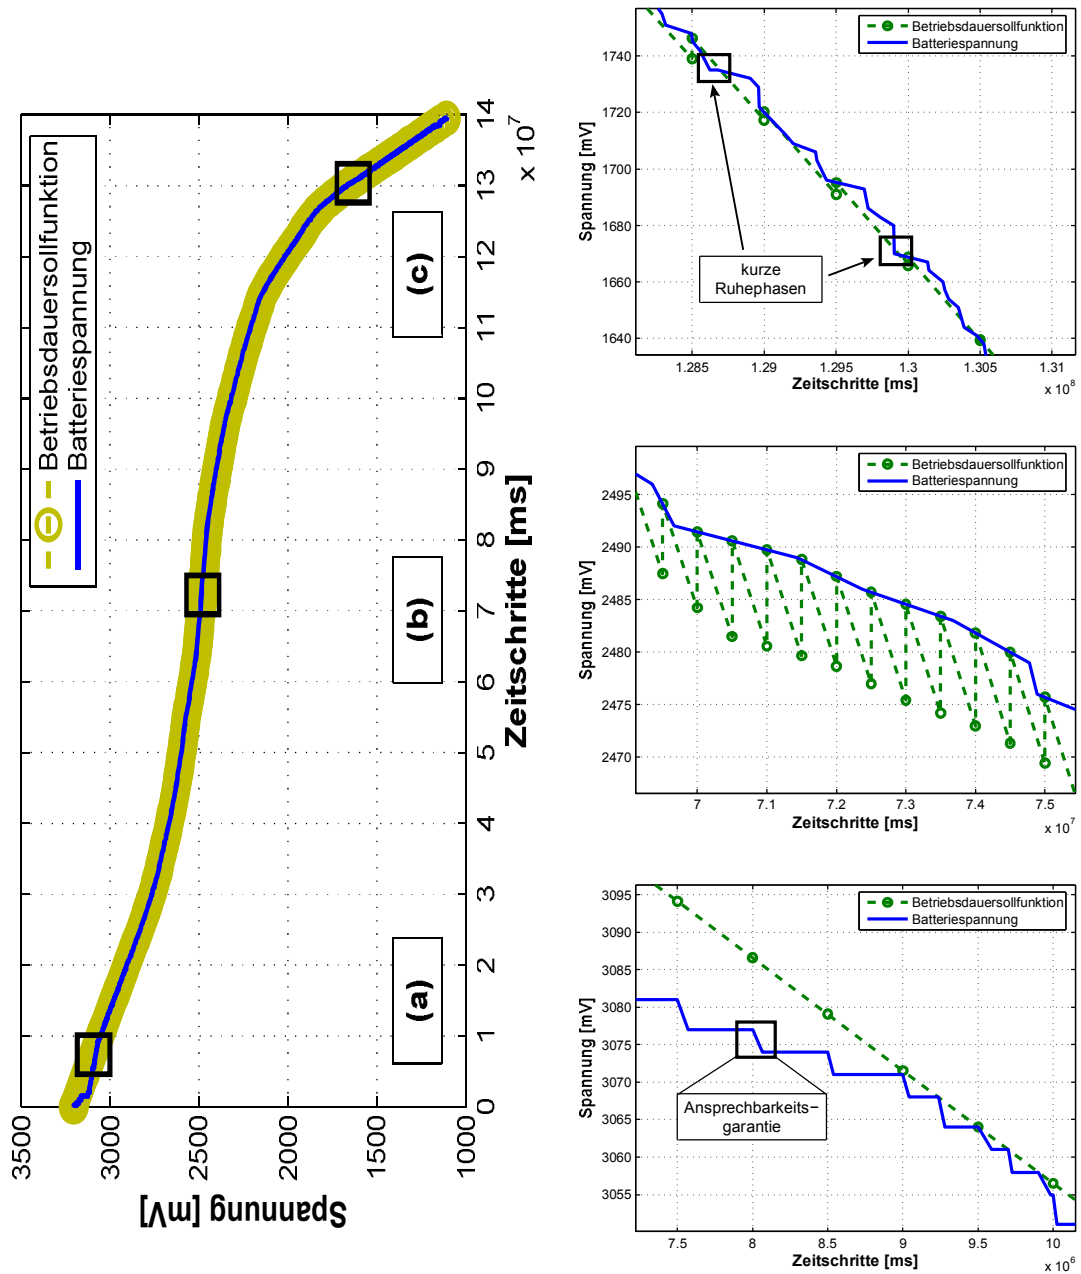 Betriebsdauersollfunktion
Batteriespannung
3500
3000
2500
2000
1500
1000
Spannung [mV]
0
1
2
3
4
5
6
7
8
9
10
11
12
13
14
x 10^7
Zeitschritte [ms]
(a)
(b)
(c)
Betriebsdauersollfunktion
Batteriespannung
1740
1720
1700
1680
1660
1640
Spannung [mV]
kurze
Ruhephasen
1.285
1.29
1.295
1.3
1.305
1.31
Zeitschritte [ms]
x 10^8
Betriebsdauersollfunktion
Batteriespannung
2495
2490
2485
2480
2475
2470
Spannung [mV]
7
7.1
7.2
7.3
7.4
7.5
Zeitschritte [ms]
x 10^7
Betriebsdauersollfunktion
Batteriespannung
3095
3090
3085
3080
3075
3070
3065
3060
3055
Spannung [mV]
Ansprechbarkeits−
garantie
7.5
8
8.5
9
9.5
10
Zeitschritte [ms]
x 10^6